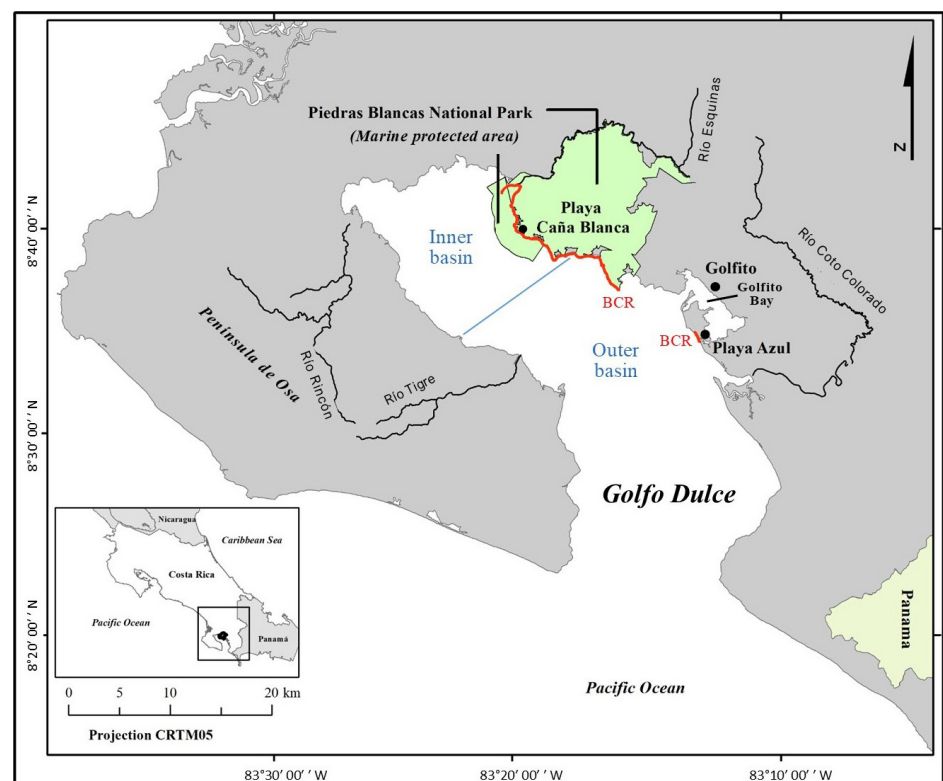 Piedras Blancas National Park
(Marine protected area)
Río Esquinas
N
Playa
Caña Blanca
Inner
basin
Río Coto Colorado
Golfito
Golfito
Bay
BCR
BCR
Playa Azul
Outer
basin
Península de Osa
Río Rincón
Río Tigre
Golfo Dulce
Panama
Pacific Ocean
Nicaragua
Caribbean Sea
Costa Rica
Pacific Ocean
Panamá
0 5 10 20 km
Projection CRTM05
8°40' 00'' N
8°30' 00'' N
8°20' 00'' N
83°30' 00'' W
83°20' 00'' W
83°10' 00'' W